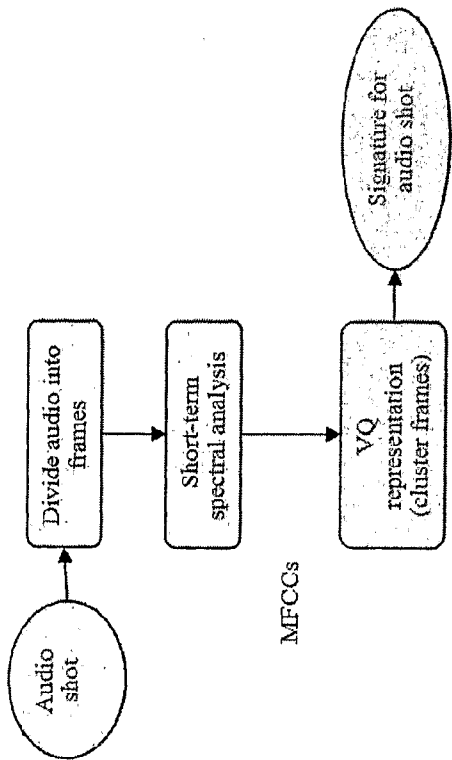 Audio
shot
Divide audio into
frames
Short-term
spectral analysis
MFCCs
VQ
representation
(cluster frames)
Signature for
audio shot